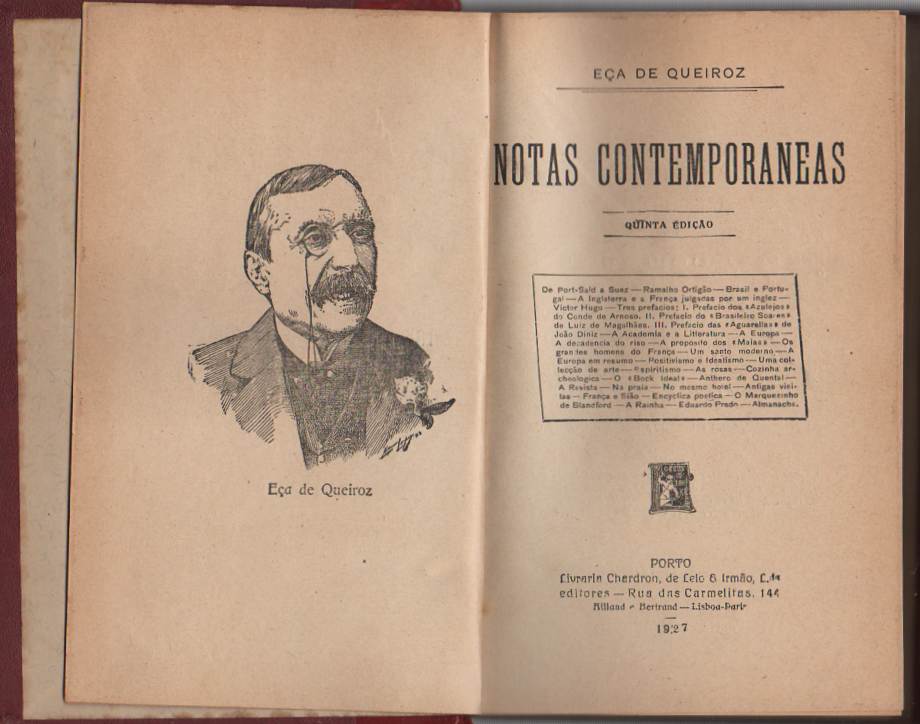 Eça de Queiroz
EÇA DE QUEIROZ
NOTAS CONTEMPORANEAS
QUINTA EDIÇÃO
De Port-Said a Suez — Ramalho Ortigão — Brasil e Portu-
gal — A Inglaterra e a França julgadas por um inglez —
Victor Hugo — Tres prefacios: I. Prefacio dos «Azulejos»
do Conde de Arnoso. II. Prefacio do «Brasileiro Soares»
de Luiz de Magalhães. III. Prefacio das «Aguarellas» de
João Diniz — A Academia e a Litteratura — A Europa —
A decadencia do riso — A proposito dos «Maias» — Os
grandes homens do França — Um santo moderno — A
Europa em resumo — Positivismo e Idealismo — Uma col-
lecção de arte — Espiritismo — As rosas — Cozinha ar-
cheologica — O «Bock Ideal» — Anthero de Quental —
A Revista — Na praia — No mesmo hotel — Antigas visi-
tas — França e Sião — Encyclica poetica — O Marquezinho
de Blandford — A Rainha — Eduardo Prado — Almanachs.
PORTO
Livraria Chardron, de Lelo & Irmão, L.da
editores — Rua das Carmelitas, 144
Aillaud e Bertrand — Lisboa-Paris
1927